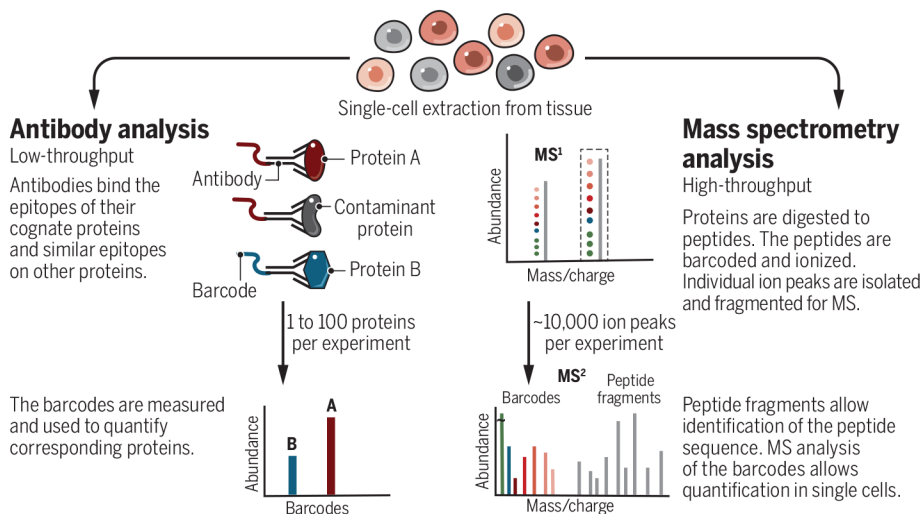 Single-cell extraction from tissue
Antibody analysis
Low-throughput
Antibodies bind the
epitopes of their
cognate proteins
and similar epitopes
on other proteins.
Antibody
Protein A
Contaminant
protein
Protein B
Barcode
1 to 100 proteins
per experiment
The barcodes are measured
and used to quantify
corresponding proteins.
Abundance
B
A
Barcodes
MS¹
Abundance
Mass/charge
~10,000 ion peaks
per experiment
MS²
Barcodes
Peptide
fragments
Abundance
~
Mass/charge
Mass spectrometry
analysis
High-throughput
Proteins are digested to
peptides. The peptides are
barcoded and ionized.
Individual ion peaks are isolated
and fragmented for MS.
Peptide fragments allow
identification of the peptide
sequence. MS analysis
of the barcodes allows
quantification in single cells.